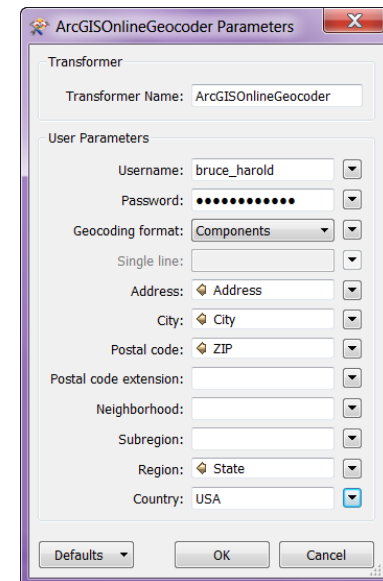 ArcGISOnlineGeocoder Parameters
Transformer
Transformer Name: ArcGISOnlineGeocoder
User Parameters
Username: bruce_harold
Password: ●●●●●●●●●●●●
Geocoding format: Components
Single line:
Address: Address
City: City
Postal code: ZIP
Postal code extension:
Neighborhood:
Subregion:
Region: State
Country: USA
Defaults OK Cancel